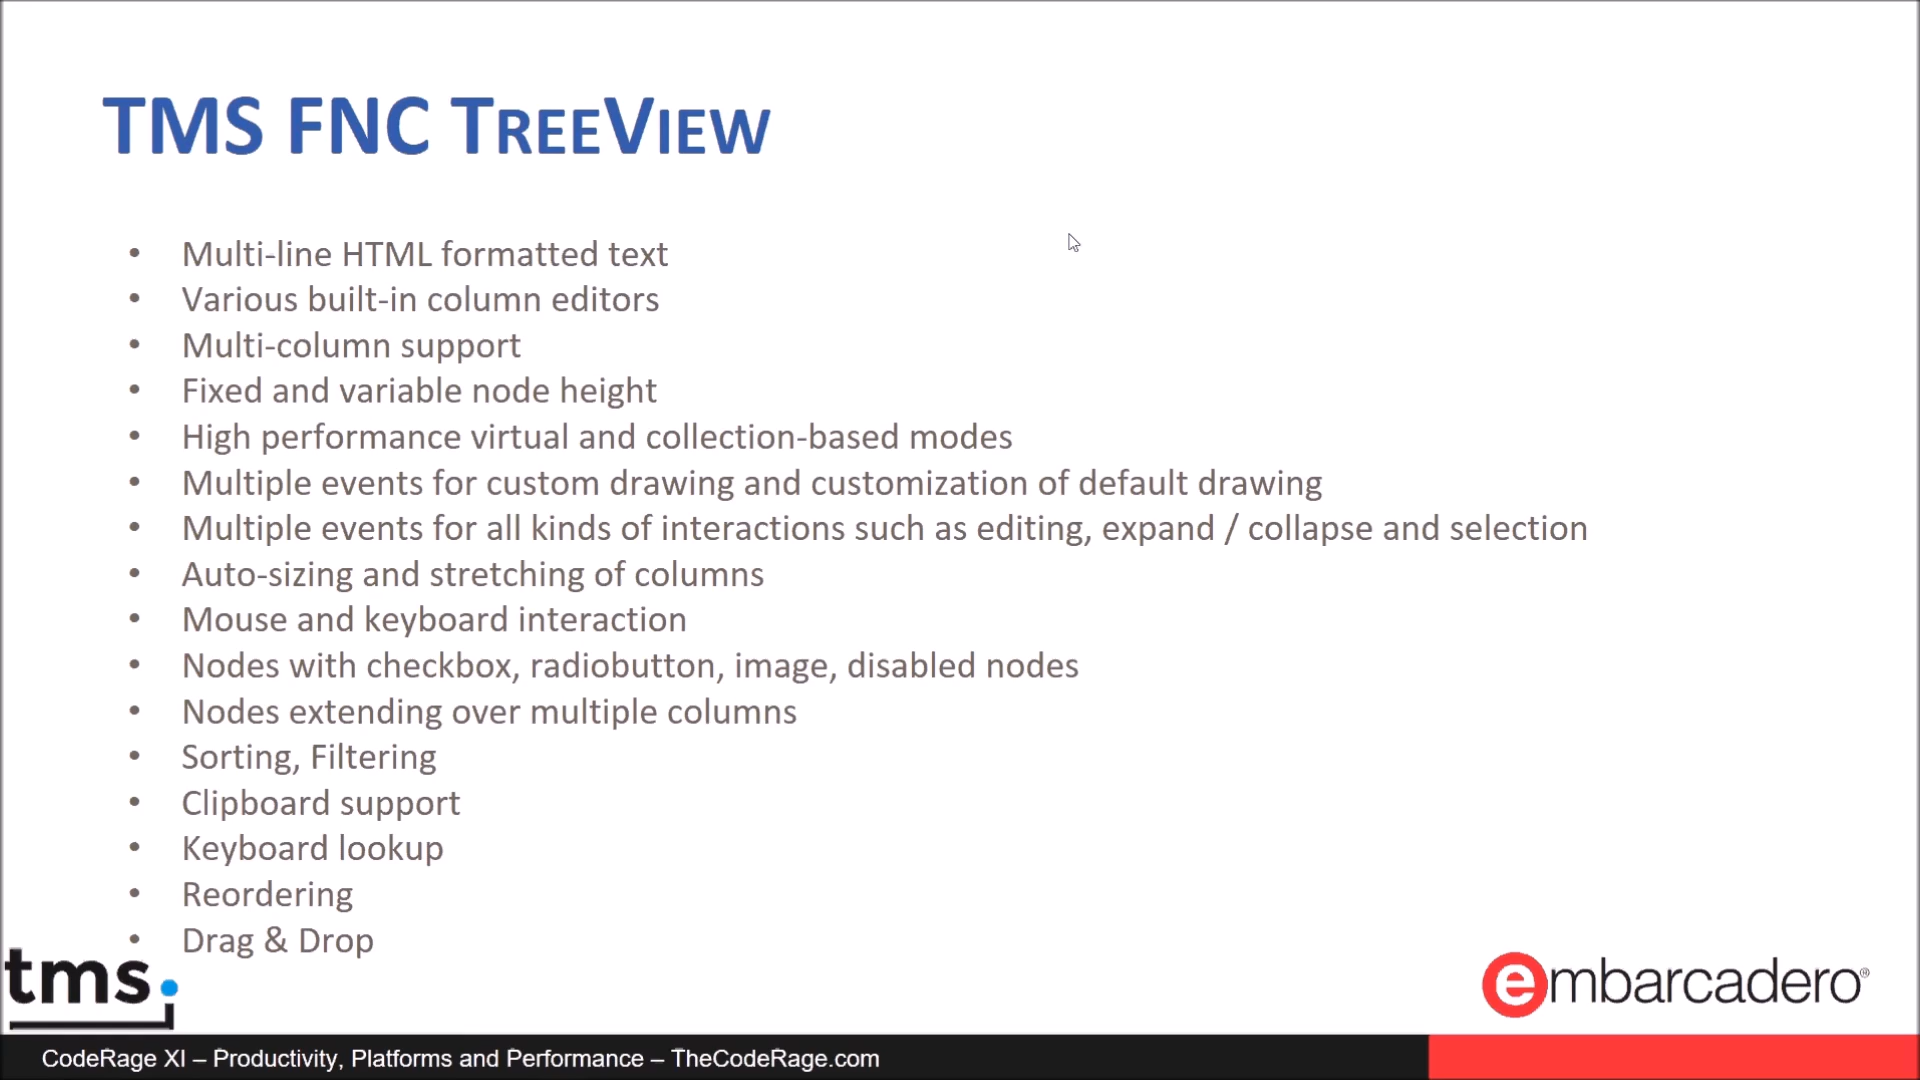 TMS FNC TREEVIEW
• Multi-line HTML formatted text
• Various built-in column editors
• Multi-column support
• Fixed and variable node height
• High performance virtual and collection-based modes
• Multiple events for custom drawing and customization of default drawing
• Multiple events for all kinds of interactions such as editing, expand / collapse and selection
• Auto-sizing and stretching of columns
• Mouse and keyboard interaction
• Nodes with checkbox, radiobutton, image, disabled nodes
• Nodes extending over multiple columns
• Sorting, Filtering
• Clipboard support
• Keyboard lookup
• Reordering
• Drag & Drop
tms.
embarcadero®
CodeRage XI – Productivity, Platforms and Performance – TheCodeRage.com